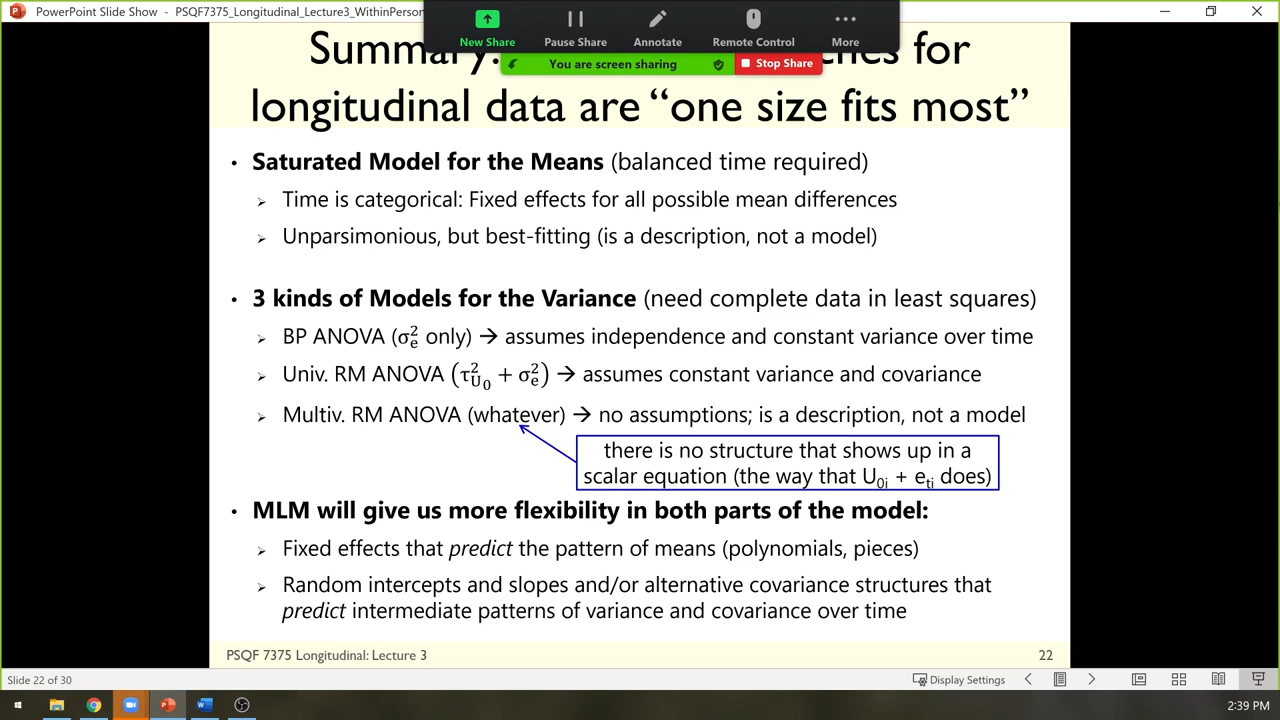 PowerPoint Slide Show - PSQF7375_Longitudinal_Lecture3_WithinPerson
New Share
Pause Share
Annotate
Remote Control
More
You are screen sharing
Stop Share
Summary: for
longitudinal data are “one size fits most”
• Saturated Model for the Means (balanced time required)
➢ Time is categorical: Fixed effects for all possible mean differences
➢ Unparsimonious, but best-fitting (is a description, not a model)
• 3 kinds of Models for the Variance (need complete data in least squares)
➢ BP ANOVA (σ²ₑ only) → assumes independence and constant variance over time
➢ Univ. RM ANOVA (τ²U₀ + σ²ₑ) → assumes constant variance and covariance
➢ Multiv. RM ANOVA (whatever) → no assumptions; is a description, not a model
there is no structure that shows up in a
scalar equation (the way that U0i + eti does)
• MLM will give us more flexibility in both parts of the model:
➢ Fixed effects that predict the pattern of means (polynomials, pieces)
➢ Random intercepts and slopes and/or alternative covariance structures that
predict intermediate patterns of variance and covariance over time
PSQF 7375 Longitudinal: Lecture 3
22
Slide 22 of 30
Display Settings
2:39 PM